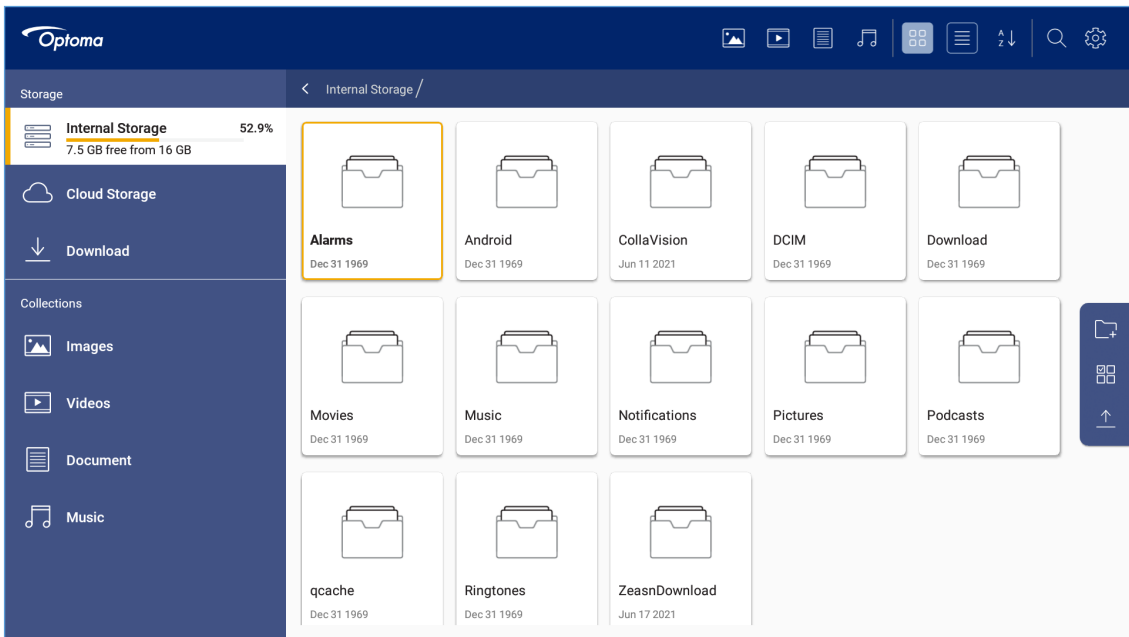 Optoma
A
Z
Storage
Internal Storage /
Internal Storage 52.9%
7.5 GB free from 16 GB
Cloud Storage
Download
Collections
Images
Videos
Document
Music
Alarms
Dec 31 1969
Android
Dec 31 1969
CollaVision
Jun 11 2021
DCIM
Dec 31 1969
Download
Dec 31 1969
Movies
Dec 31 1969
Music
Dec 31 1969
Notifications
Dec 31 1969
Pictures
Dec 31 1969
Podcasts
Dec 31 1969
qcache
Dec 31 1969
Ringtones
Dec 31 1969
ZeasnDownload
Jun 17 2021